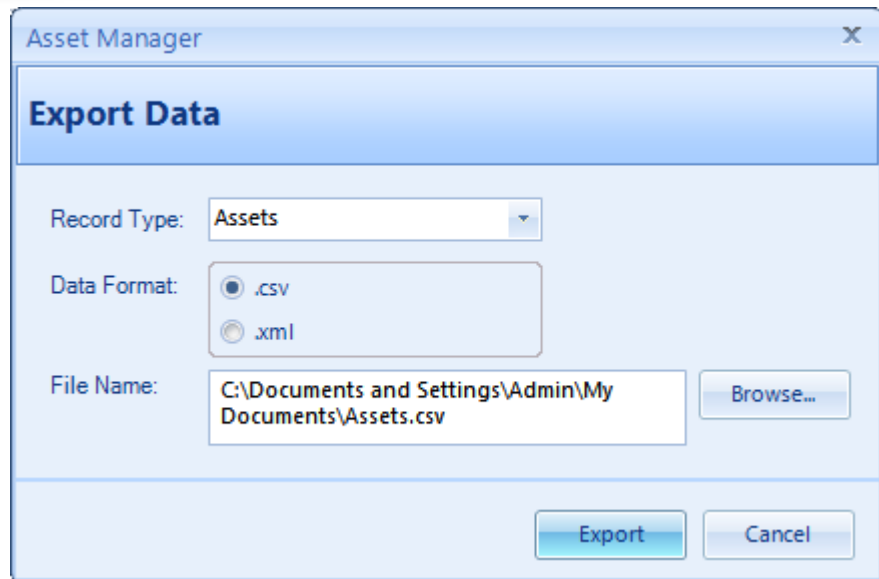 Asset Manager
Export Data
Record Type: Assets
Data Format:
.csv
.xml
File Name: C:\Documents and Settings\Admin\My
Documents\Assets.csv
Browse...
Export Cancel